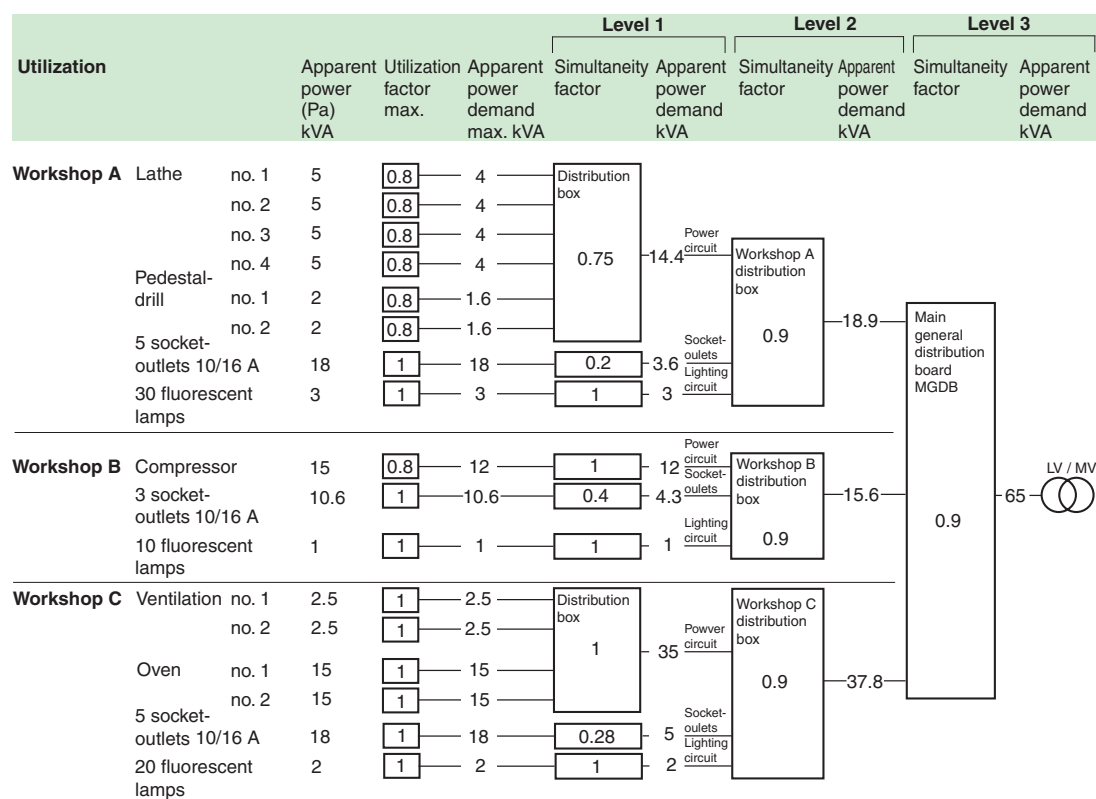 Level 1 Level 2 Level 3
Utilization Apparent Utilization Apparent Simultaneity Apparent Simultaneity Apparent Simultaneity Apparent
power factor power factor power factor power factor power
(Pa) max. demand demand demand demand
kVA max. kVA kVA kVA kVA
Workshop A Lathe no. 1 5 0.8 4 Distribution
box
no. 2 5 0.8 4
no. 3 5 0.8 4
Power
circuit
no. 4 5 0.8 4 0.75 14.4 Workshop A
distribution
box
Pedestal-
drill no. 1 2 0.8 1.6
no. 2 2 0.8 1.6 0.9 18.9 Main
general
distribution
board
MGDB
5 socket-
outlets 10/16 A 18 1 18 0.2 3.6 Socket-
oulets
Lighting
circuit
30 fluorescent 3 1 3 1 3
lamps
Power
circuit
Workshop B Compressor 15 0.8 12 1 12 Workshop B
distribution
box
3 socket- 10.6 1 10.6 0.4 4.3 Socket-
oulets
15.6
outlets 10/16 A
LV / MV
65
0.9
Lighting
circuit
10 fluorescent 1 1 1 1 1 0.9
lamps
Workshop C Ventilation no. 1 2.5 1 2.5 Distribution
box
Workshop C
distribution
box
no. 2 2.5 1 2.5
Powver
circuit
1 35
Oven no. 1 15 1 15 0.9 37.8
no. 2 15 1 15
5 socket-
outlets 10/16 A 18 1 18 0.28 5 Socket-
oulets
Lighting
circuit
20 fluorescent 2 1 2 1 2
lamps